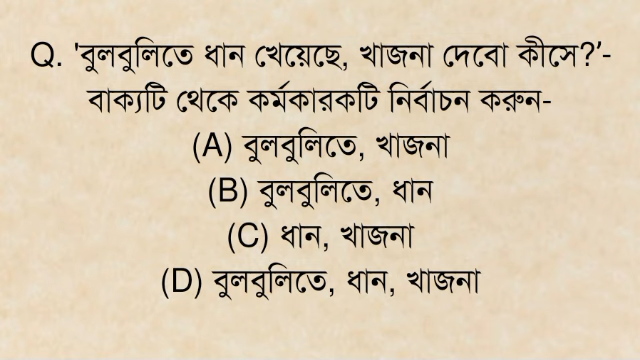 Q. 'বুলবুলিতে ধান খেয়েছে, খাজনা দেবো কীসে?'-
বাক্যটি থেকে কর্মকারকটি নির্বাচন করুন-
(A) বুলবুলিতে, খাজনা
(B) বুলবুলিতে, ধান
(C) ধান, খাজনা
(D) বুলবুলিতে, ধান, খাজনা